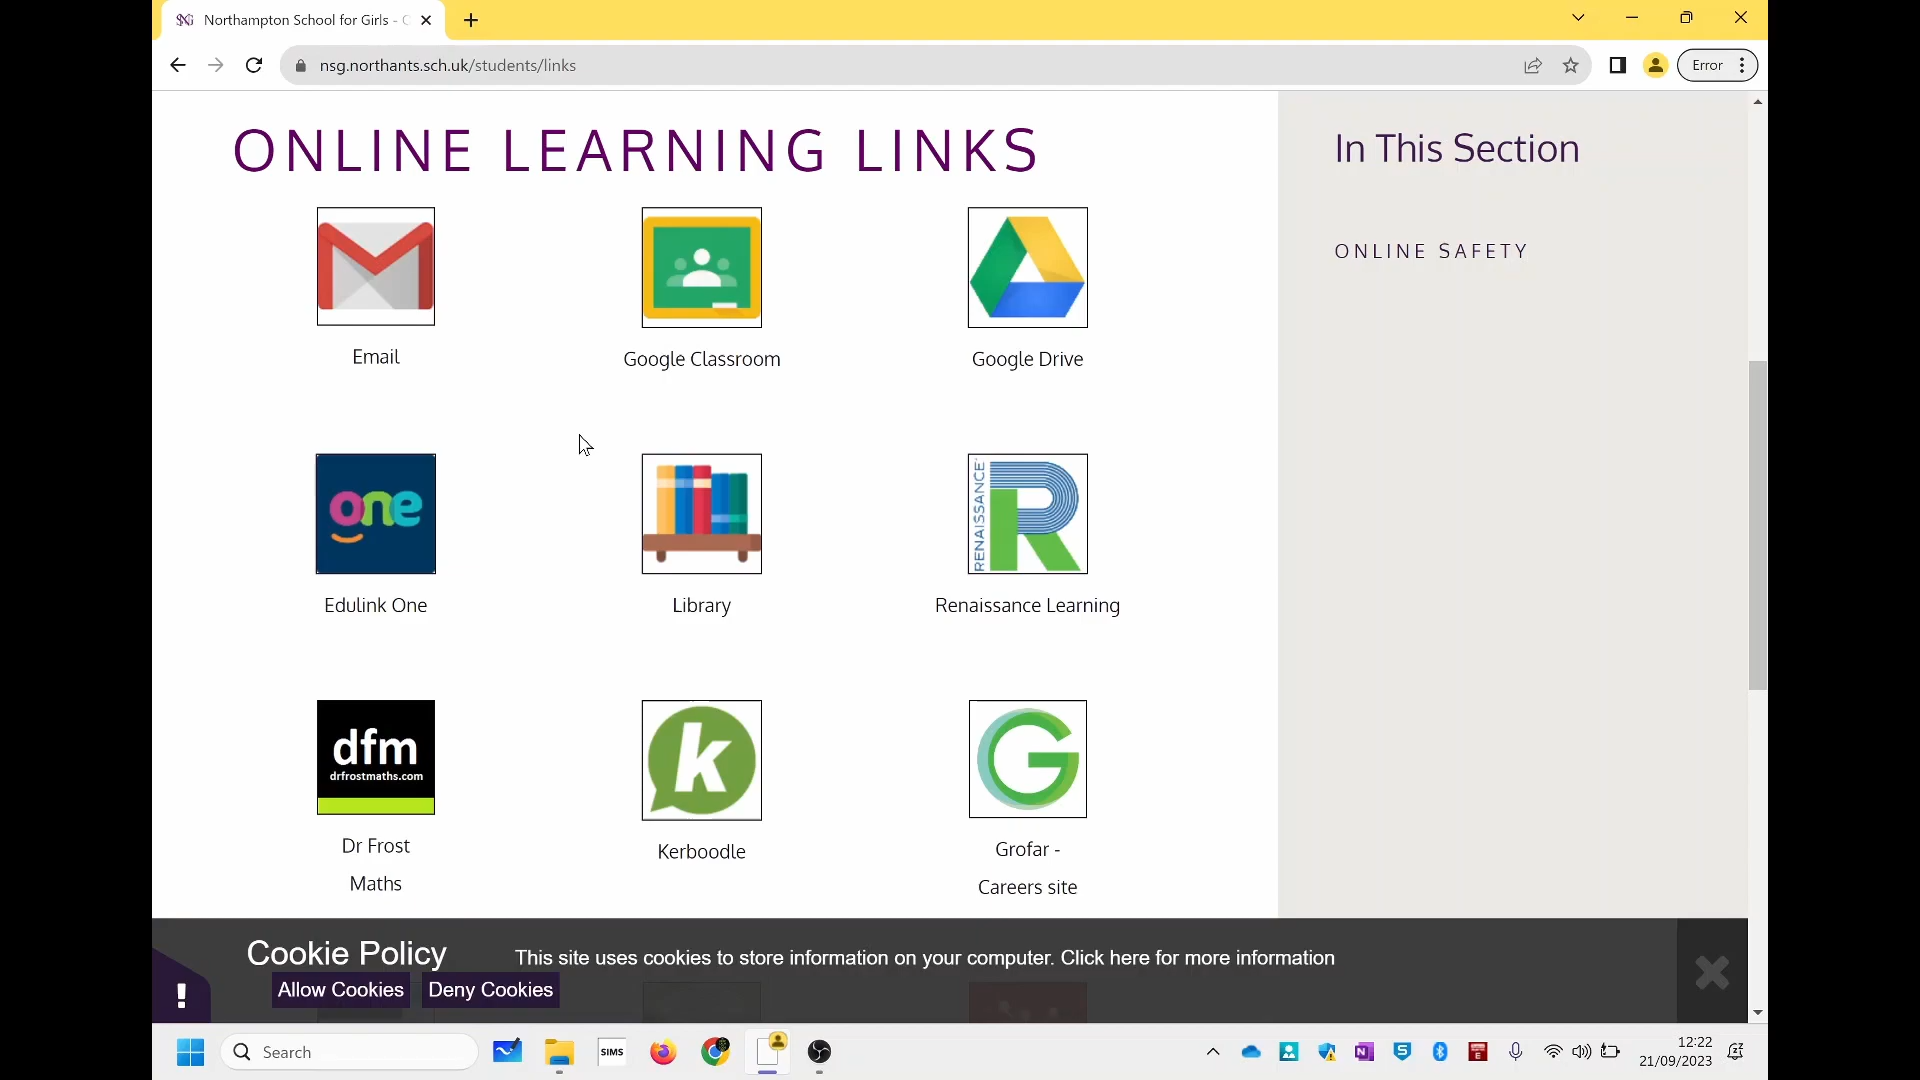 Northampton School for Girls - C
nsg.northants.sch.uk/students/links
Error
ONLINE LEARNING LINKS
In This Section
ONLINE SAFETY
Email
Google Classroom
Google Drive
one
RENAISSANCE
R
Edulink One
Library
Renaissance Learning
dfm
drfrostmaths.com
k
G
Dr Frost
Maths
Kerboodle
Grofar -
Careers site
Cookie Policy
This site uses cookies to store information on your computer. Click here for more information
Allow Cookies
Deny Cookies
!
Search
SIMS
12:22
21/09/2023